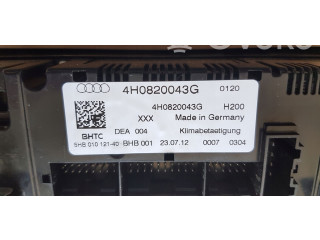 4H0820043G 0120
4H0820043G H200
XXX Made in Germany
BHTC DEA 004 Klimabetaetigung
5HB 010 121-40 BHB 001 23.07.12 0007 0304